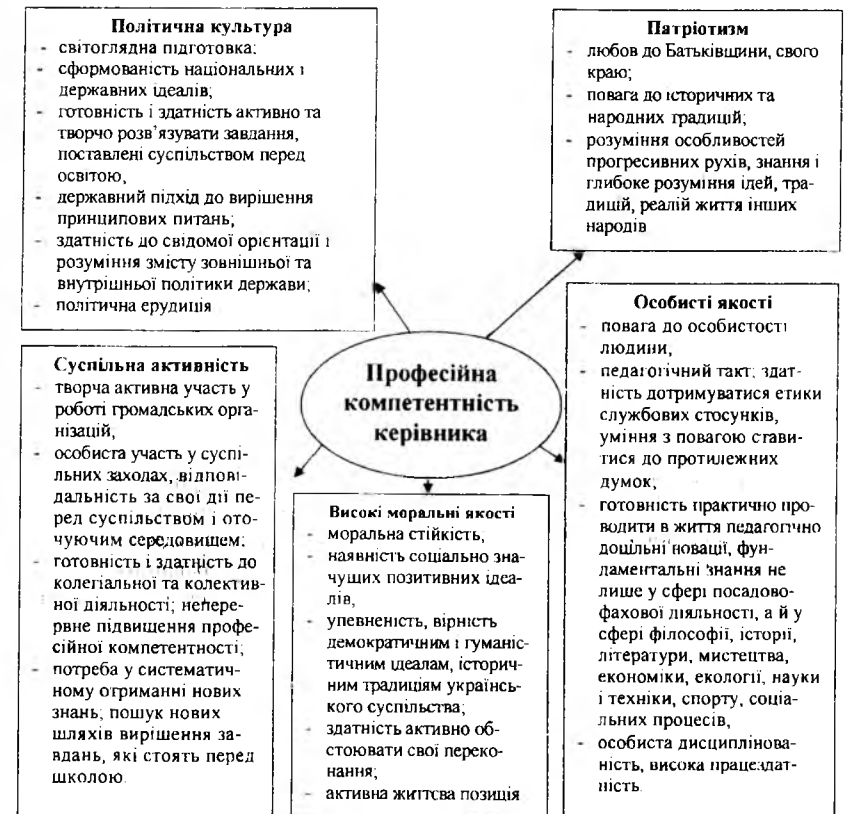 Політична культура
- світоглядна підготовка;
- сформованість національних і
державних ідеалів;
- готовність і здатність активно та
творчо розв'язувати завдання,
поставлені суспільством перед
освітою,
- державний підхід до вирішення
принципових питань;
- здатність до свідомої орієнтації і
розуміння змісту зовнішньої та
внутрішньої політики держави;
- політична ерудиція
Патріотизм
- любов до Батьківщини, свого
краю;
- повага до історичних та
народних традицій;
- розуміння особливостей
прогресивних рухів, знання і
глибоке розуміння ідей, тра-
дицій, реалій життя інших
народів
Професійна
компетентність
керівника
Суспільна активність
- творча активна участь у
роботі громадських орга-
нізацій,
- особиста участь у суспі-
льних заходах, відпові-
дальність за свої дії пе-
ред суспільством і ото-
чуючим середовищем;
- готовність і здатність до
колегіальної та колектив-
ної діяльності; непере-
рвне підвищення профе-
сійної компетентності;
- потреба у систематич-
ному отриманні нових
знань; пошук нових
шляхів вирішення за-
вдань, які стоять перед
школою
Високі моральні якості
- моральна стійкість,
- наявність соціально зна-
чущих позитивних ідеа-
лів,
- упевненість, вірність
демократичним і гуманіс-
тичним ідеалам, історич-
ним традиціям українсь-
кого суспільства;
- здатність активно об-
стоювати свої переко-
нання;
- активна життєва позиція
Особисті якості
- повага до особистості
людини,
- педагогічний такт; здат-
ність дотримуватися етики
службових стосунків,
уміння з повагою стави-
тися до протилежних
думок,
- готовність практично про-
водити в життя педагогічно
доцільні новації, фун-
даментальні знання не
лише у сфері посадово-
фахової діяльності, а й у
сфері філософії, історії,
літератури, мистецтва,
економіки, екології, науки
і техніки, спорту, соціа-
льних процесів,
- особиста дисциплінова-
ність, висока працездат-
ність